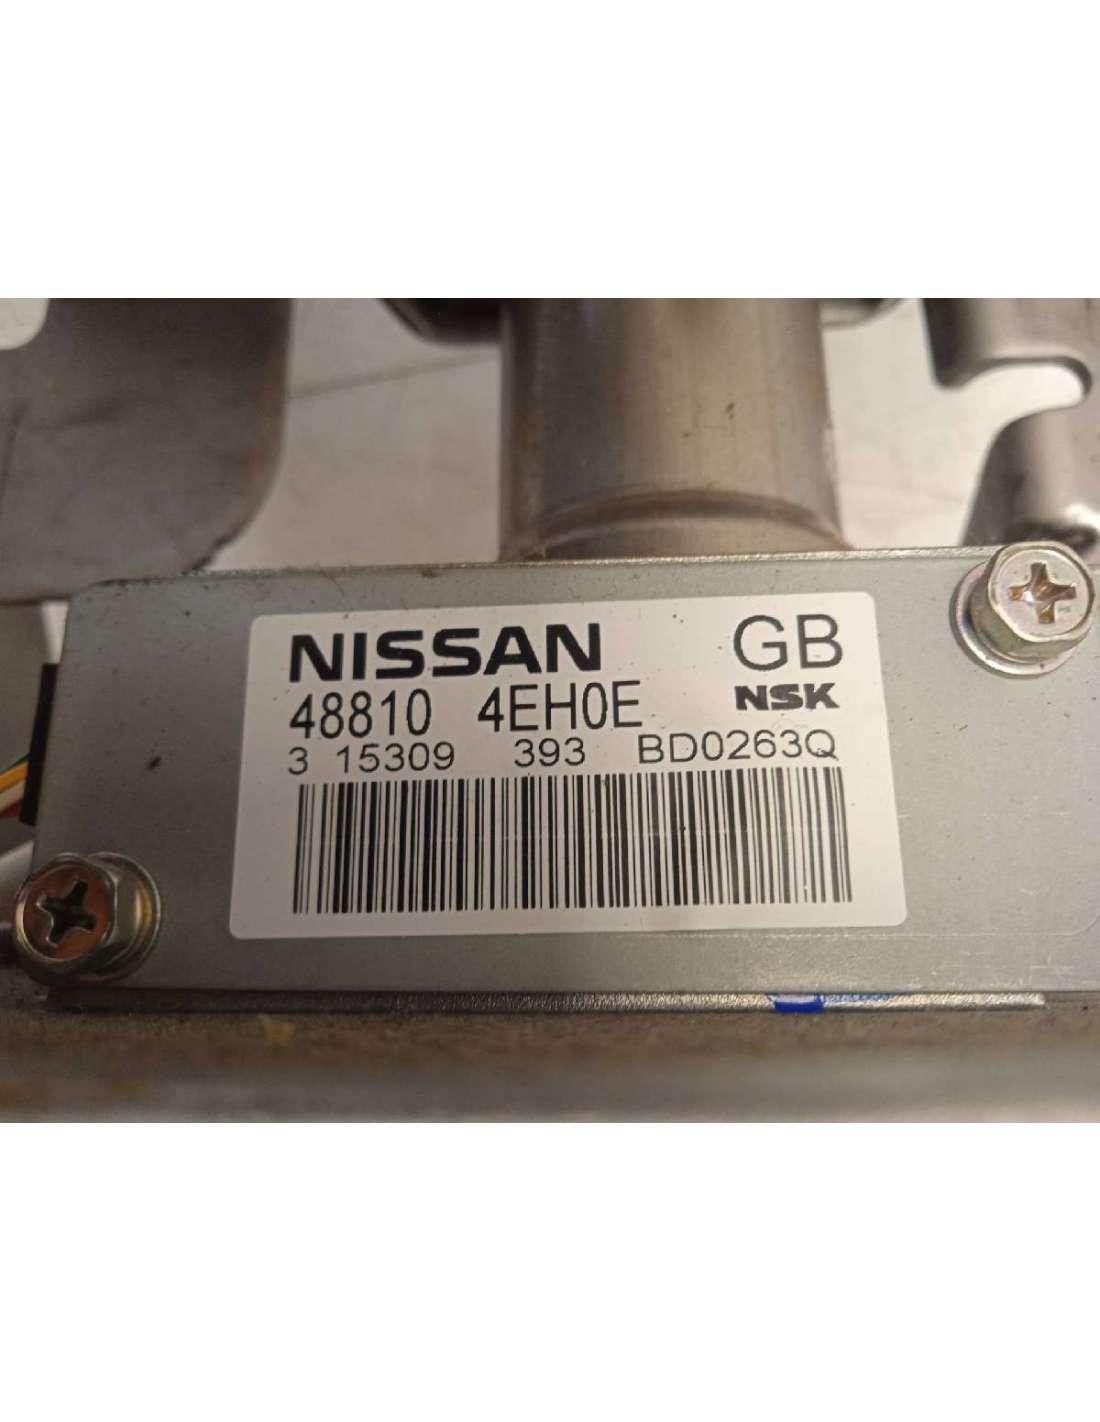 NISSAN GB
48810 4EH0E NSK
3 15309 393 BD0263Q